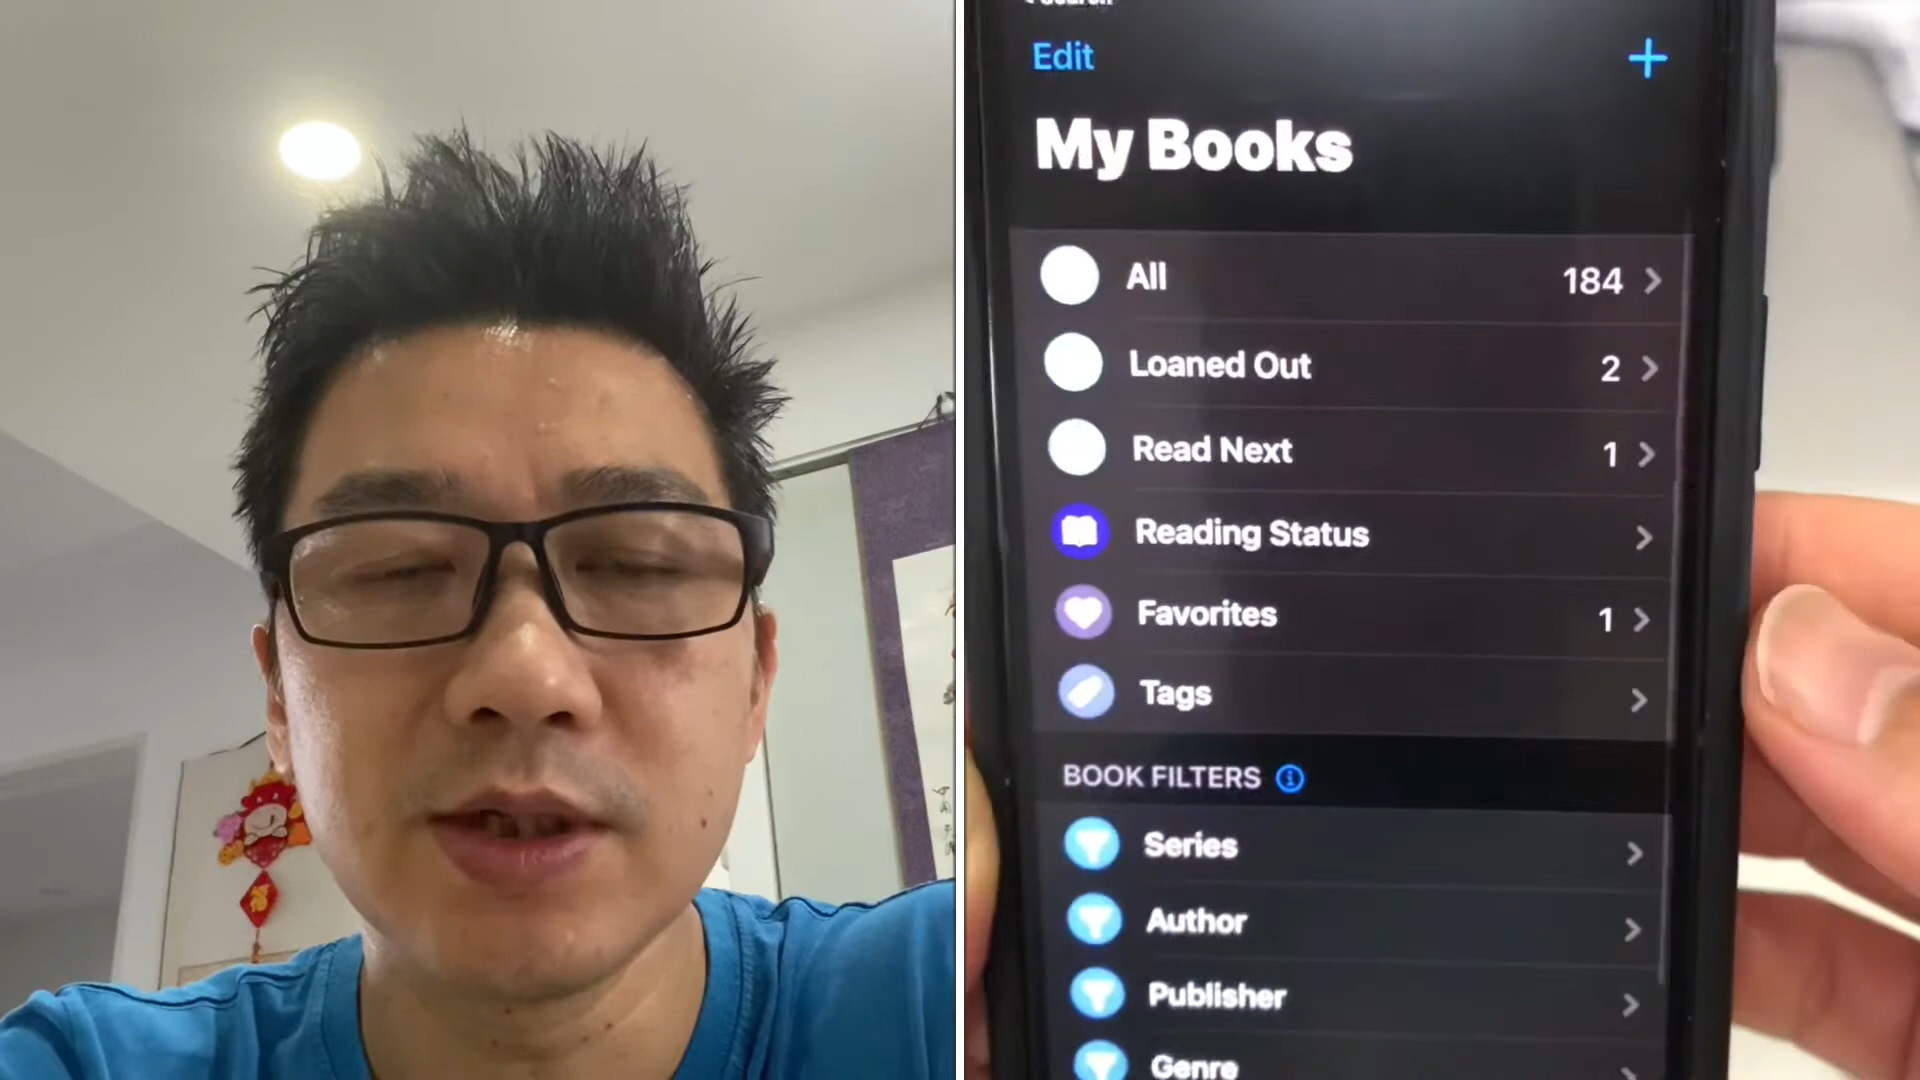 Search
Edit
My Books
All 184
Loaned Out 2
Read Next 1
Reading Status
Favorites 1
Tags
BOOK FILTERS
Series
Author
Publisher
Genre